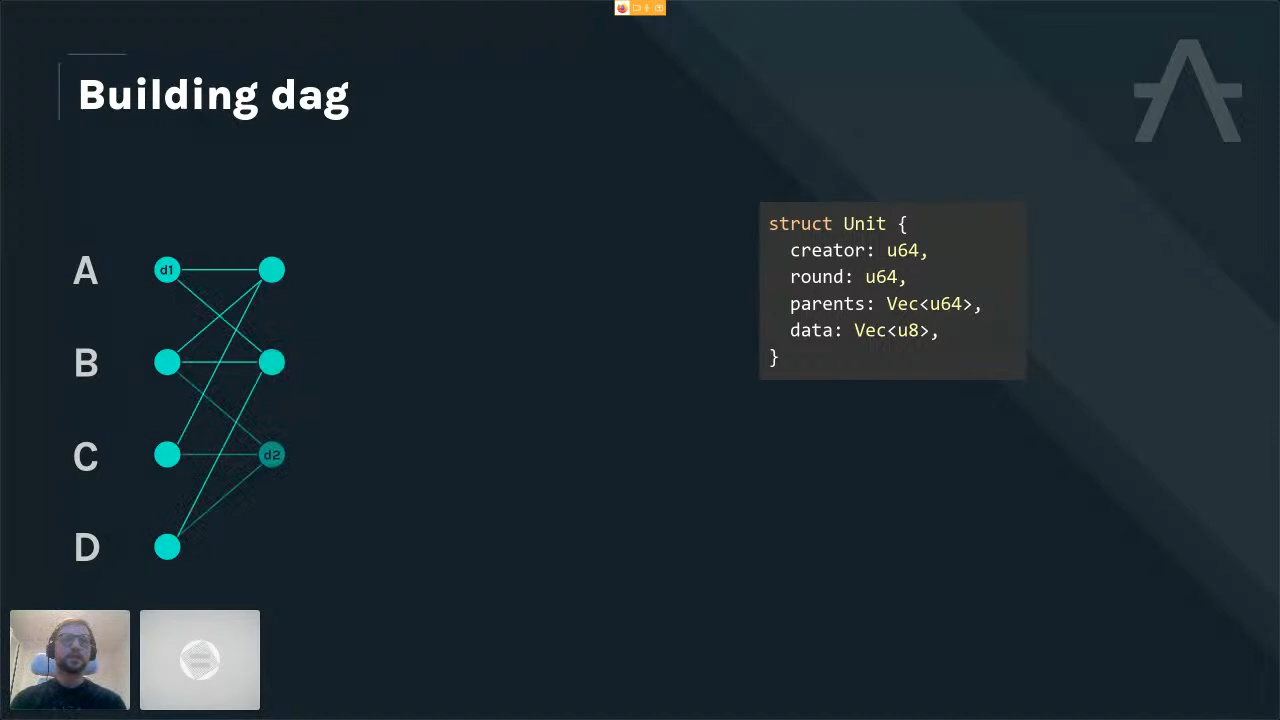 Building dag
A
d1
B
C
d2
D
struct Unit {
creator: u64,
round: u64,
parents: Vec<u64>,
data: Vec<u8>,
}